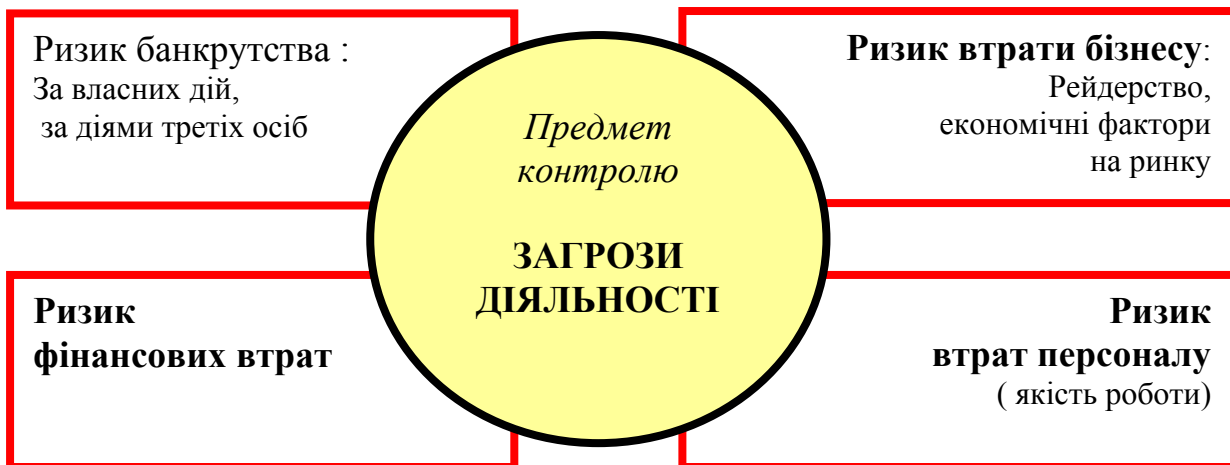 Ризик банкрутства :
За власних дій,
за діями третіх осіб
Ризик втрати бізнесу:
Рейдерство,
економічні фактори
на ринку
Предмет
контролю
ЗАГРОЗИ
ДІЯЛЬНОСТІ
Ризик
фінансових втрат
Ризик
втрат персоналу
( якість роботи)